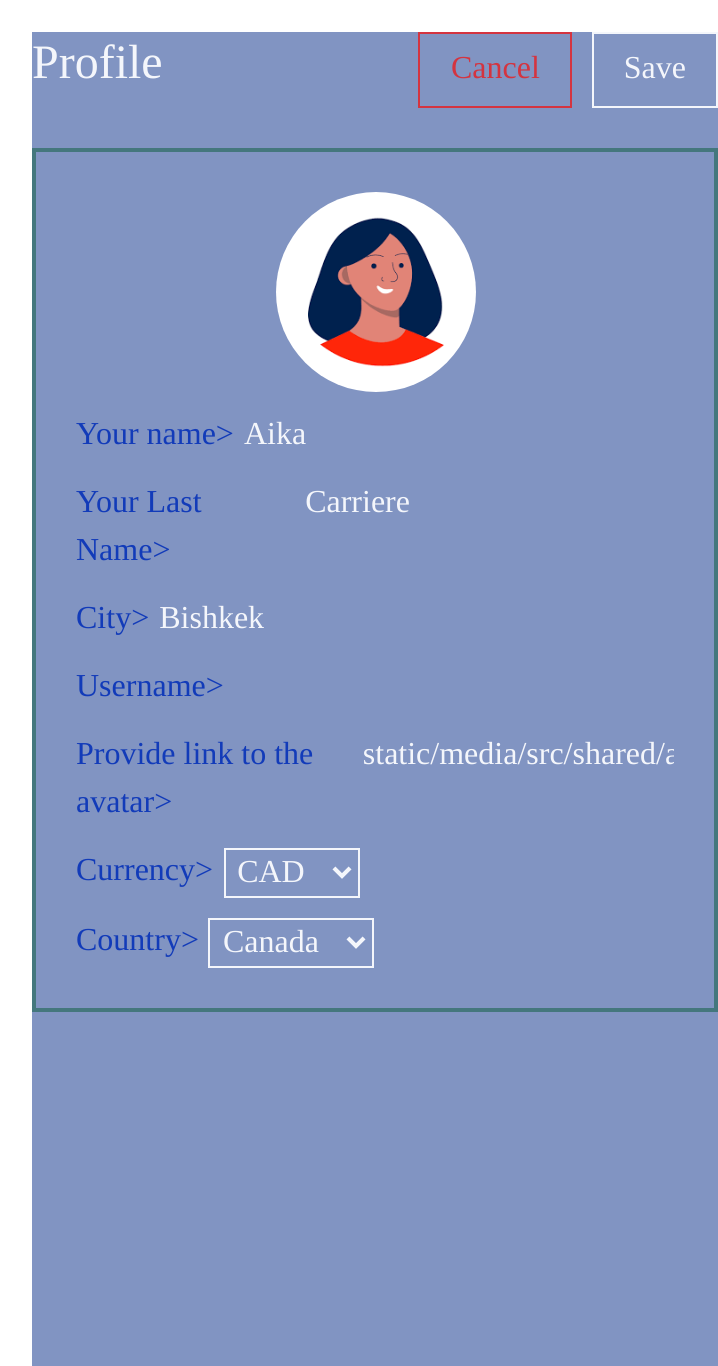 Profile Cancel Save
Your name> Aika
Your Last Carriere
Name>
City> Bishkek
Username>
Provide link to the static/media/src/shared/a
avatar>
Currency> CAD
Country> Canada